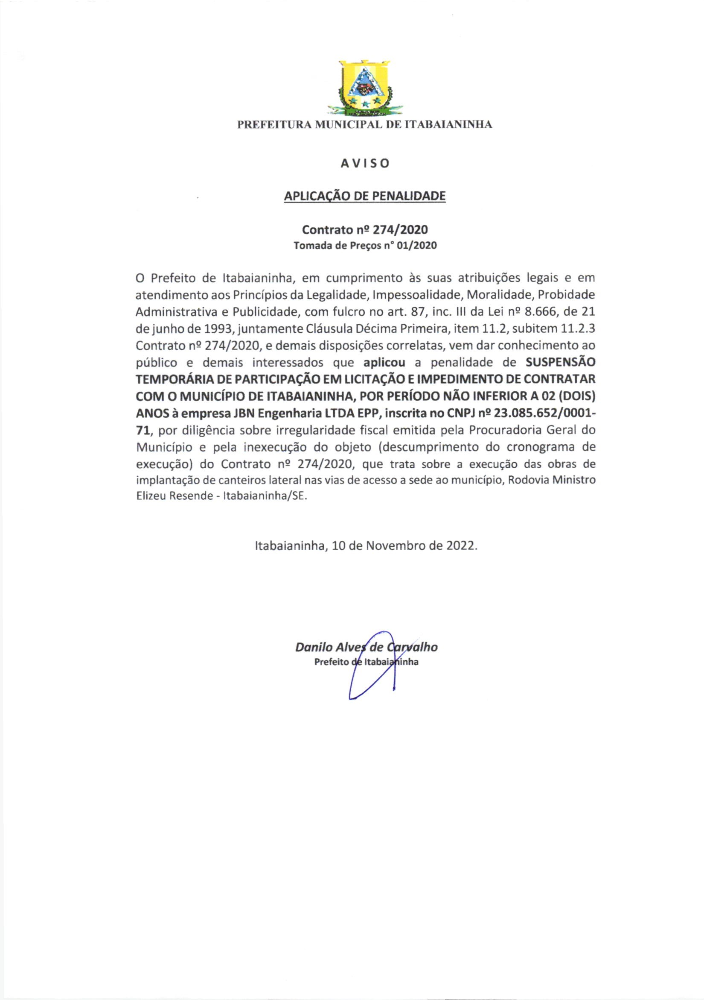 PREFEITURA MUNICIPAL DE ITABAIANINHA
A V I S O
APLICAÇÃO DE PENALIDADE
Contrato nº 274/2020
Tomada de Preços n° 01/2020
O Prefeito de Itabaianinha, em cumprimento às suas atribuições legais e em
atendimento aos Princípios da Legalidade, Impessoalidade, Moralidade, Probidade
Administrativa e Publicidade, com fulcro no art. 87, inc. III da Lei nº 8.666, de 21
de junho de 1993, juntamente Cláusula Décima Primeira, item 11.2, subitem 11.2.3
Contrato nº 274/2020, e demais disposições correlatas, vem dar conhecimento ao
público e demais interessados que aplicou a penalidade de SUSPENSÃO
TEMPORÁRIA DE PARTICIPAÇÃO EM LICITAÇÃO E IMPEDIMENTO DE CONTRATAR
COM O MUNICÍPIO DE ITABAIANINHA, POR PERÍODO NÃO INFERIOR A 02 (DOIS)
ANOS à empresa JBN Engenharia LTDA EPP, inscrita no CNPJ nº 23.085.652/0001-
71, por diligência sobre irregularidade fiscal emitida pela Procuradoria Geral do
Município e pela inexecução do objeto (descumprimento do cronograma de
execução) do Contrato nº 274/2020, que trata sobre a execução das obras de
implantação de canteiros lateral nas vias de acesso a sede ao município, Rodovia Ministro
Elizeu Resende - Itabaianinha/SE.
Itabaianinha, 10 de Novembro de 2022.
Danilo Alves de Carvalho
Prefeito de Itabaianinha